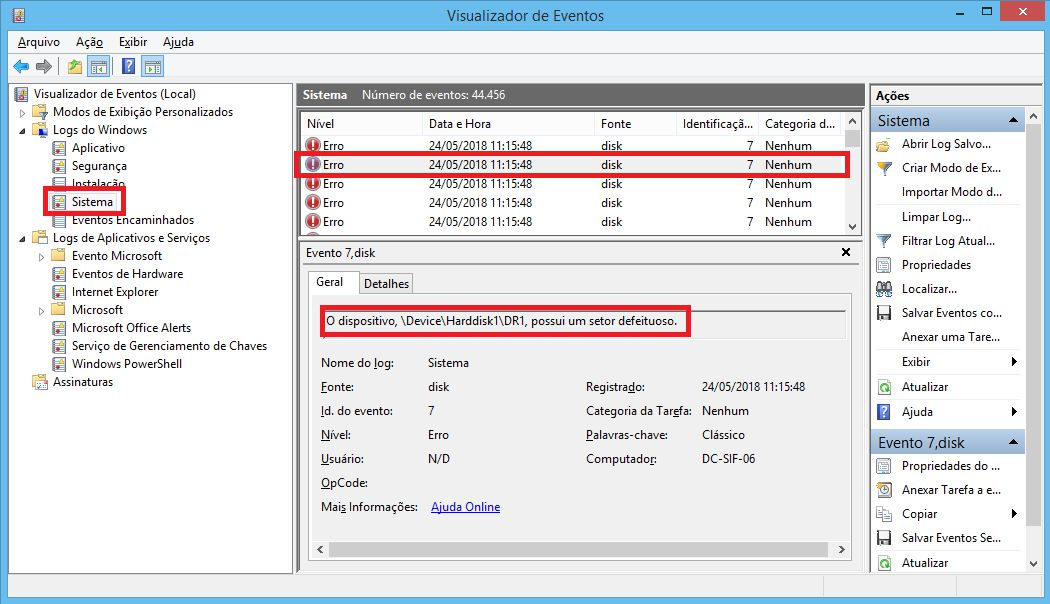 Visualizador de Eventos
Arquivo Ação Exibir Ajuda
Visualizador de Eventos (Local)
Modos de Exibição Personalizados
Logs do Windows
Aplicativo
Segurança
Instalação
Sistema
Eventos Encaminhados
Logs de Aplicativos e Serviços
Evento Microsoft
Eventos de Hardware
Internet Explorer
Microsoft
Microsoft Office Alerts
Serviço de Gerenciamento de Chaves
Windows PowerShell
Assinaturas
Sistema Número de eventos: 44.456
Nível Data e Hora Fonte Identificaçã... Categoria d...
Erro 24/05/2018 11:15:48 disk 7 Nenhum
Erro 24/05/2018 11:15:48 disk 7 Nenhum
Erro 24/05/2018 11:15:48 disk 7 Nenhum
Erro 24/05/2018 11:15:48 disk 7 Nenhum
Erro 24/05/2018 11:15:48 disk 7 Nenhum
Evento 7,disk
Geral Detalhes
O dispositivo, \Device\Harddisk1\DR1, possui um setor defeituoso.
Nome do log: Sistema
Fonte: disk Registrado: 24/05/2018 11:15:48
Id. do evento: 7 Categoria da Tarefa: Nenhum
Nível: Erro Palavras-chave: Clássico
Usuário: N/D Computador: DC-SIF-06
OpCode:
Mais Informações: Ajuda Online
Ações
Sistema
Abrir Log Salvo...
Criar Modo de Ex...
Importar Modo d...
Limpar Log...
Filtrar Log Atual...
Propriedades
Localizar...
Salvar Eventos co...
Anexar uma Tare...
Exibir
Atualizar
Ajuda
Evento 7,disk
Propriedades do ...
Anexar Tarefa a e...
Copiar
Salvar Eventos Se...
Atualizar